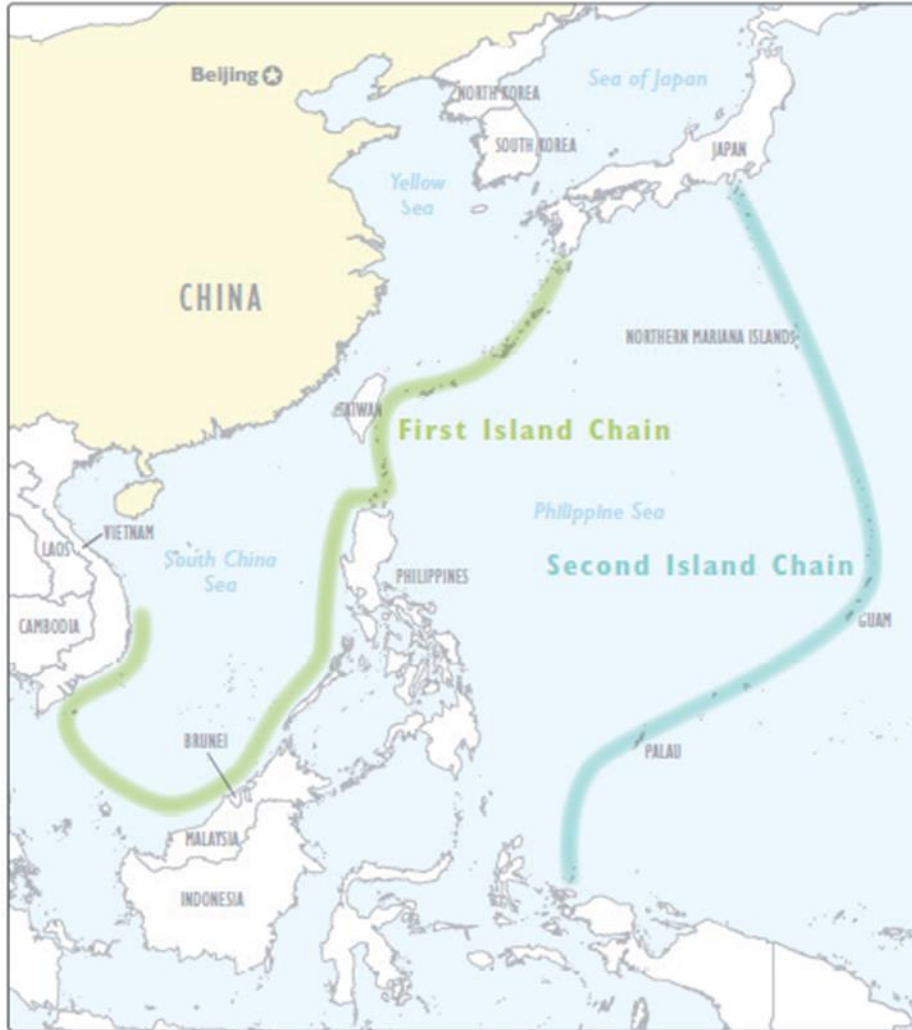 Beijing
Sea of Japan
NORTH KOREA
SOUTH KOREA
JAPAN
Yellow
Sea
CHINA
NORTHERN MARIANA ISLANDS
TAIWAN
First Island Chain
Philippine Sea
VIETNAM
LAOS
South China
Sea
Second Island Chain
PHILIPPINES
CAMBODIA
GUAM
BRUNEI
PALAU
MALAYSIA
INDONESIA